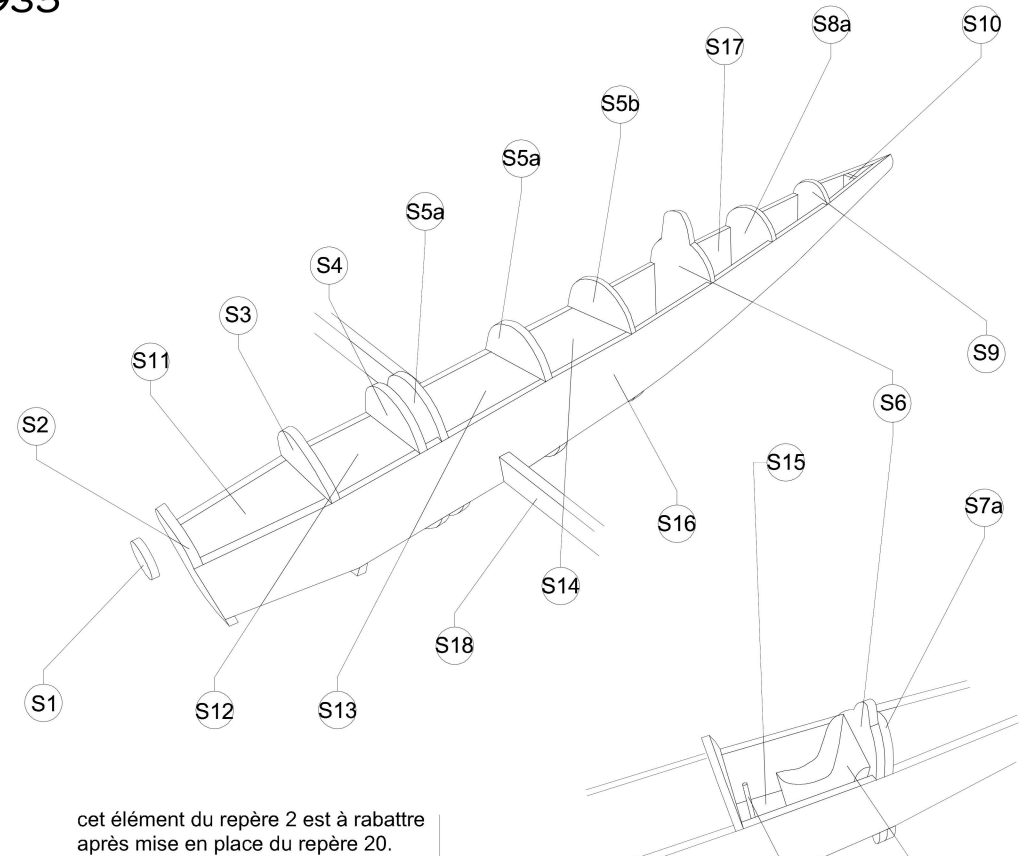 S10
S8a
S17
S5b
S5a
S5a
S4
S3
S11
S9
S6
S2
S15
S7a
S16
S14
S18
S1
S12
S13
cet élément du repère 2 est à rabattre
après mise en place du repère 20.